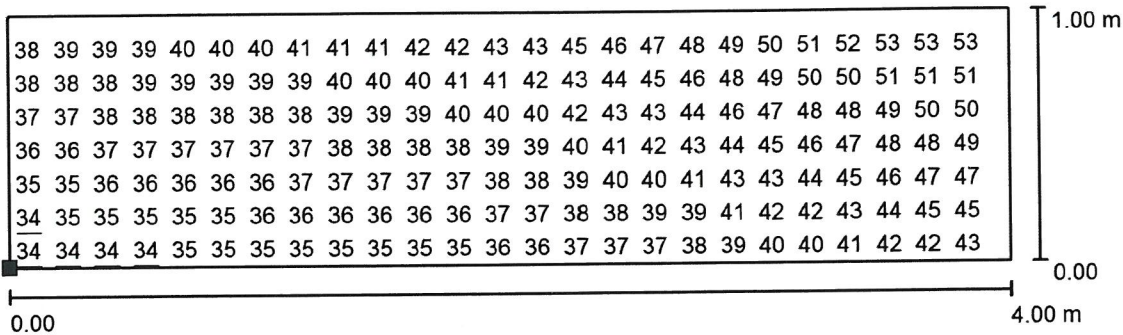 1.00 m
38 39 39 39 40 40 40 41 41 41 42 42 43 43 45 46 47 48 49 50 51 52 53 53 53
38 38 38 39 39 39 39 39 40 40 40 41 41 42 43 44 45 46 48 49 50 50 51 51 51
37 37 38 38 38 38 38 38 39 39 39 40 40 40 42 43 43 44 46 47 48 48 49 50 50
36 36 37 37 37 37 37 37 38 38 38 38 39 39 40 41 42 43 44 45 46 47 48 48 49
35 35 36 36 36 36 36 37 37 37 37 37 38 38 39 40 40 41 43 43 44 45 46 47 47
34 35 35 35 35 35 36 36 36 36 36 36 37 37 38 38 39 39 41 42 42 43 44 45 45
34 34 34 34 35 35 35 35 35 35 35 35 36 36 37 37 37 38 39 40 40 41 42 42 43
0.00
0.00
4.00 m